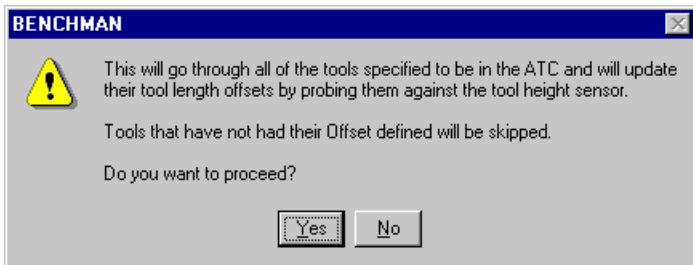 BENCHMAN
This will go through all of the tools specified to be in the ATC and will update
their tool length offsets by probing them against the tool height sensor.
Tools that have not had their Offset defined will be skipped.
Do you want to proceed?
Yes No